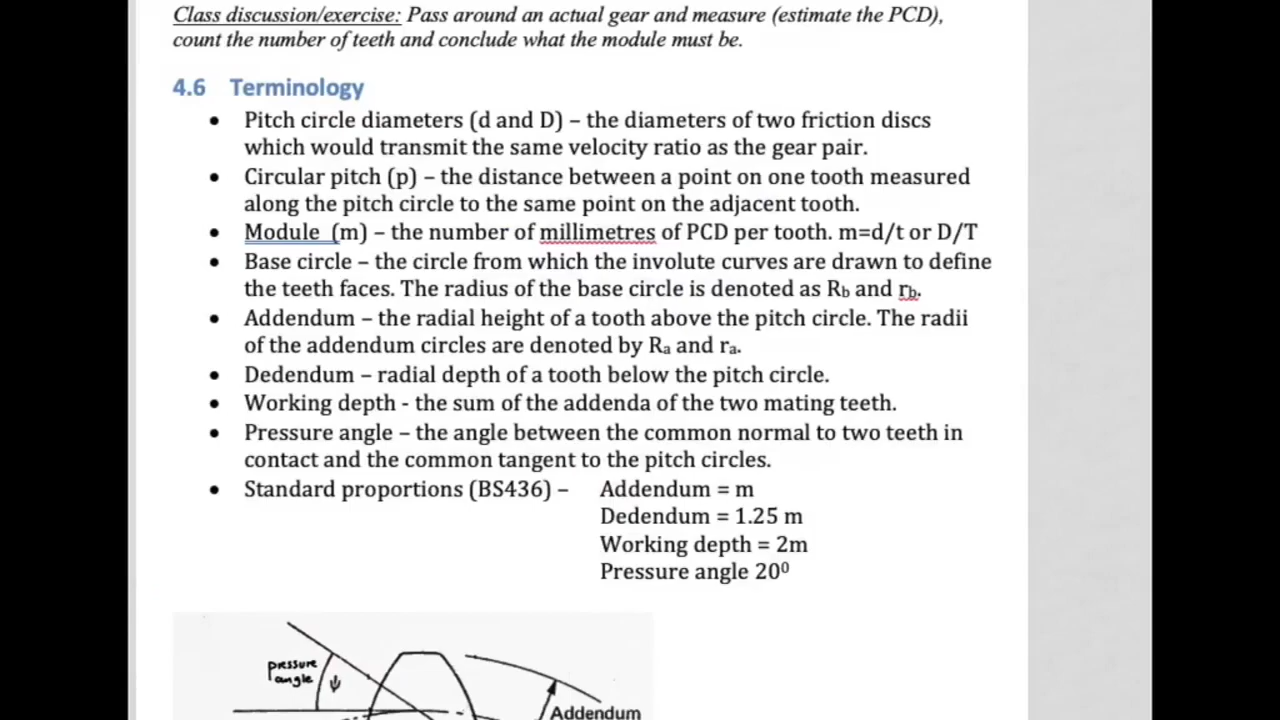 Class discussion/exercise: Pass around an actual gear and measure (estimate the PCD),
count the number of teeth and conclude what the module must be.
4.6 Terminology
• Pitch circle diameters (d and D) – the diameters of two friction discs
which would transmit the same velocity ratio as the gear pair.
• Circular pitch (p) – the distance between a point on one tooth measured
along the pitch circle to the same point on the adjacent tooth.
• Module (m) – the number of millimetres of PCD per tooth. m=d/t or D/T
• Base circle – the circle from which the involute curves are drawn to define
the teeth faces. The radius of the base circle is denoted as Rb and rb.
• Addendum – the radial height of a tooth above the pitch circle. The radii
of the addendum circles are denoted by Ra and ra.
• Dedendum – radial depth of a tooth below the pitch circle.
• Working depth - the sum of the addenda of the two mating teeth.
• Pressure angle – the angle between the common normal to two teeth in
contact and the common tangent to the pitch circles.
• Standard proportions (BS436) – Addendum = m
Dedendum = 1.25 m
Working depth = 2m
Pressure angle 20⁰
pressure
angle ψ
Addendum